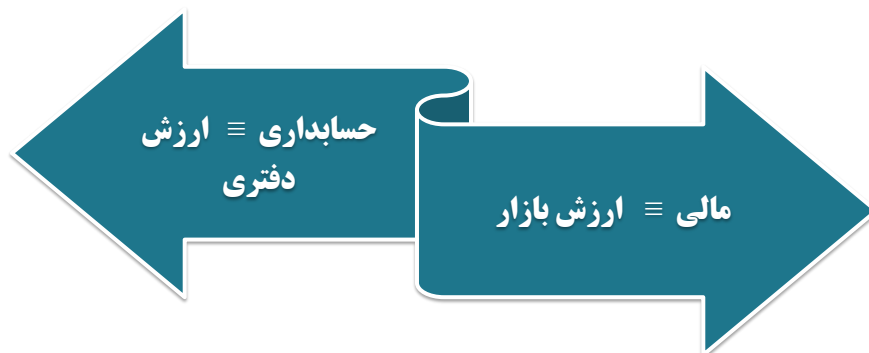 حسابداری ≡ ارزش
دفتری
مالی ≡ ارزش بازار